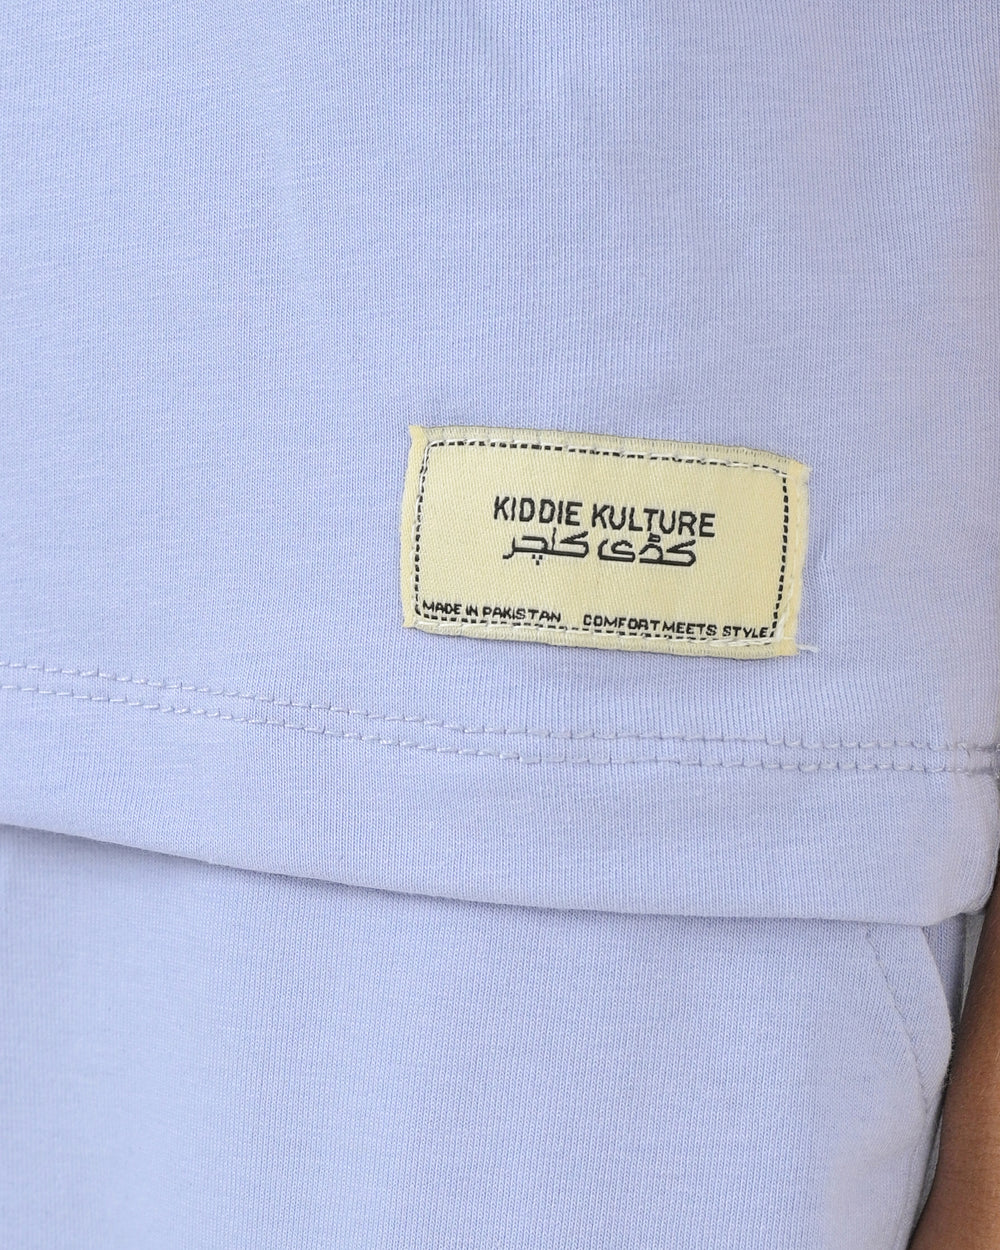 KIDDIE KULTURE
کڈی کلچر
MADE IN PAKISTAN COMFORT MEETS STYLE